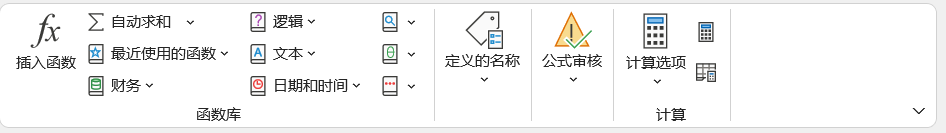 fx
插入函数
自动求和
最近使用的函数
财务
逻辑
文本
日期和时间
函数库
定义的名称
公式审核
计算选项
计算